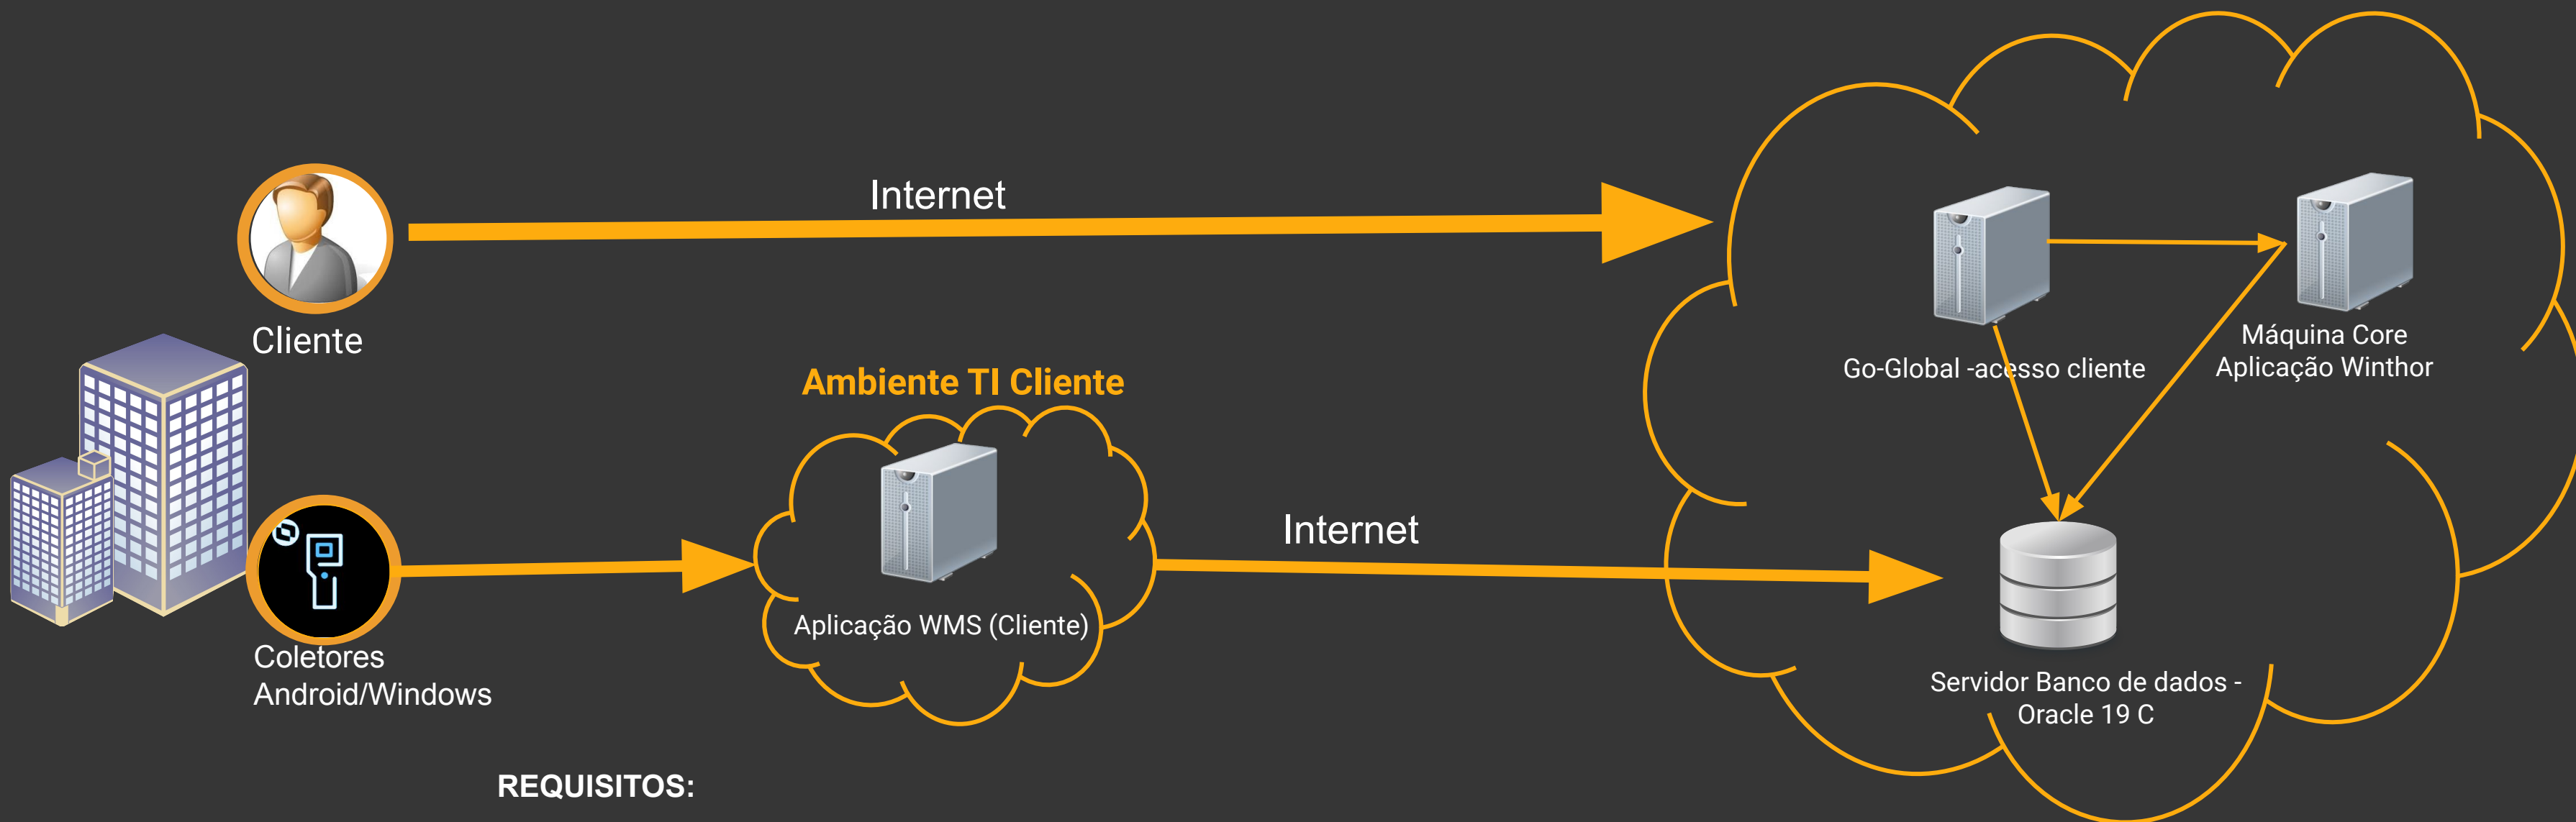 Internet
Cliente
Máquina Core
Aplicação Winthor
Go-Global -acesso cliente
Ambiente TI Cliente
Internet
Aplicação WMS (Cliente)
Coletores
Android/Windows
Servidor Banco de dados -
Oracle 19 C
REQUISITOS: